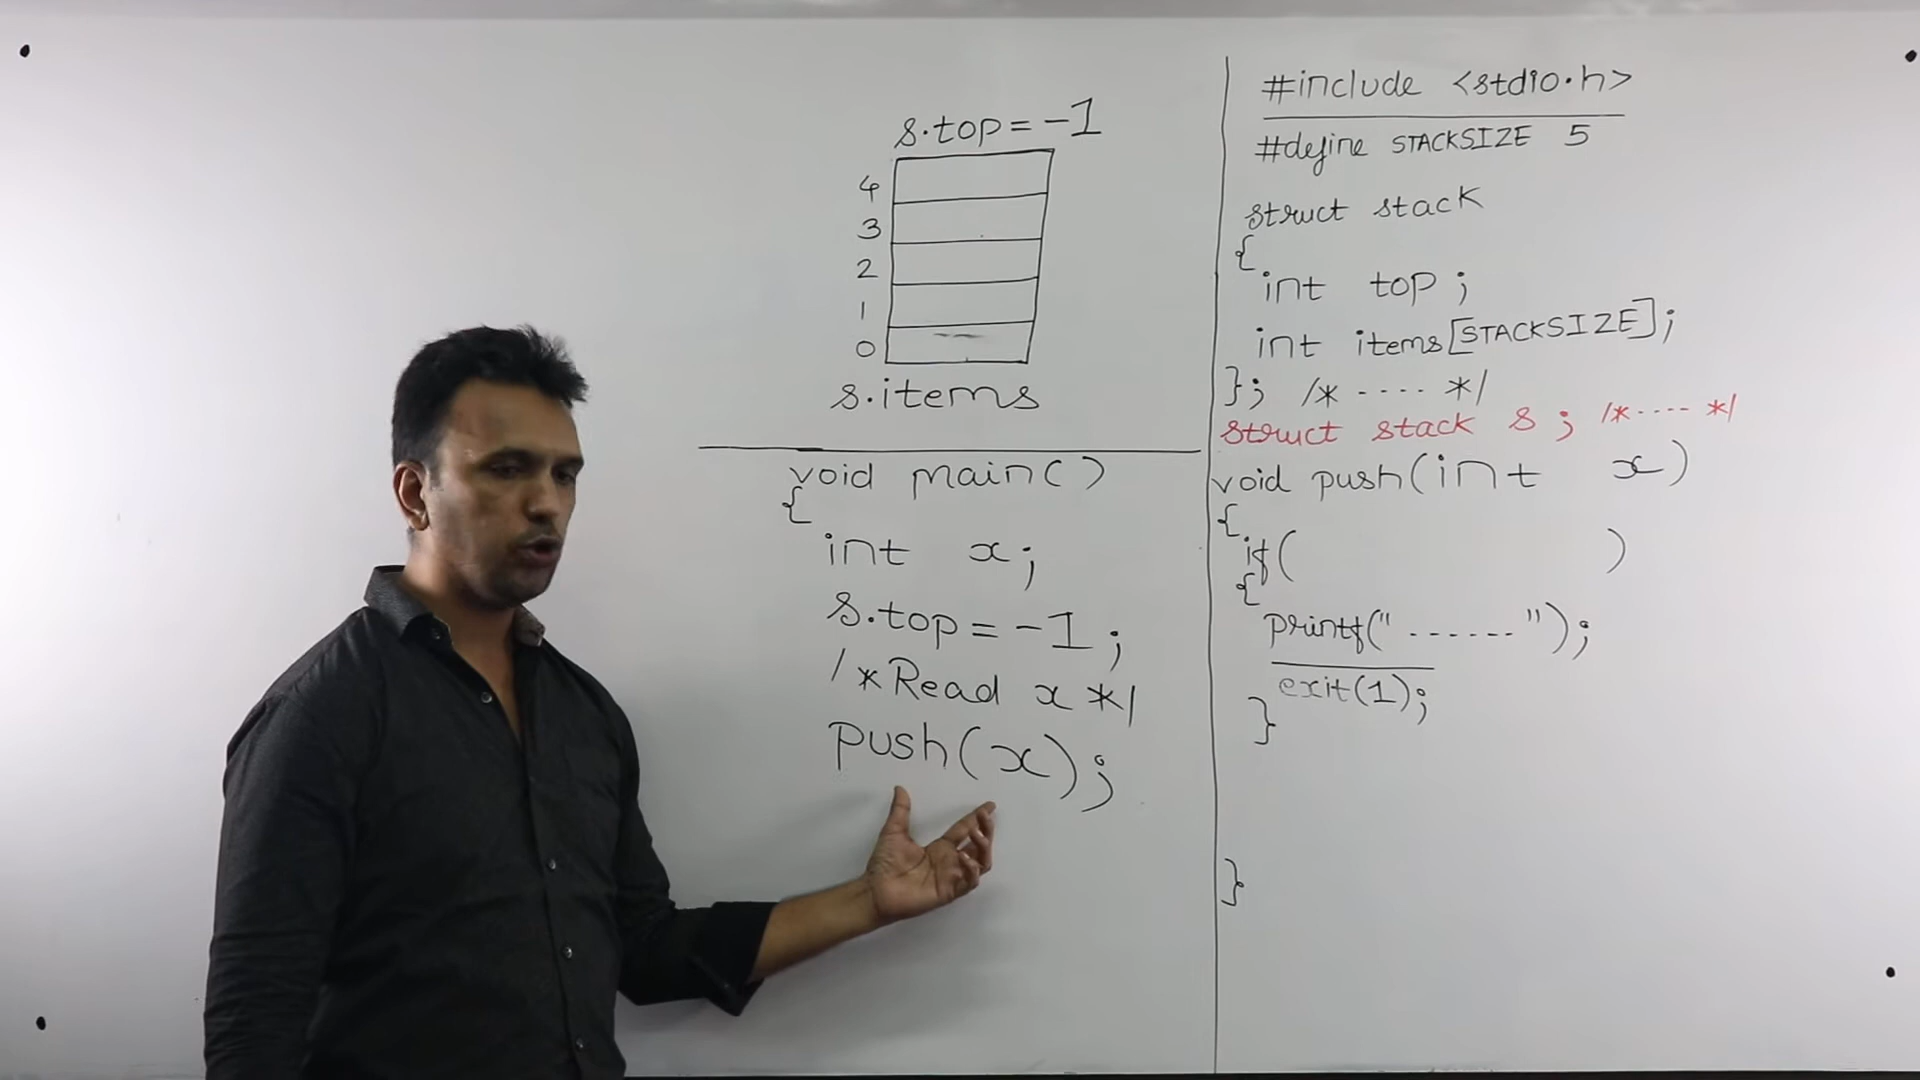 s.top = -1
4
3
2
1
0
s.items
void main()
{
int x;
s.top = -1;
/*Read x */
push(x);
#include <stdio.h>
#define STACKSIZE 5
struct stack
{
int top;
int items[STACKSIZE];
}; /* ---- */
struct stack s; /* ---- */
void push(int x)
{
if( )
{
printf(" ------ ");
exit(1);
}
}